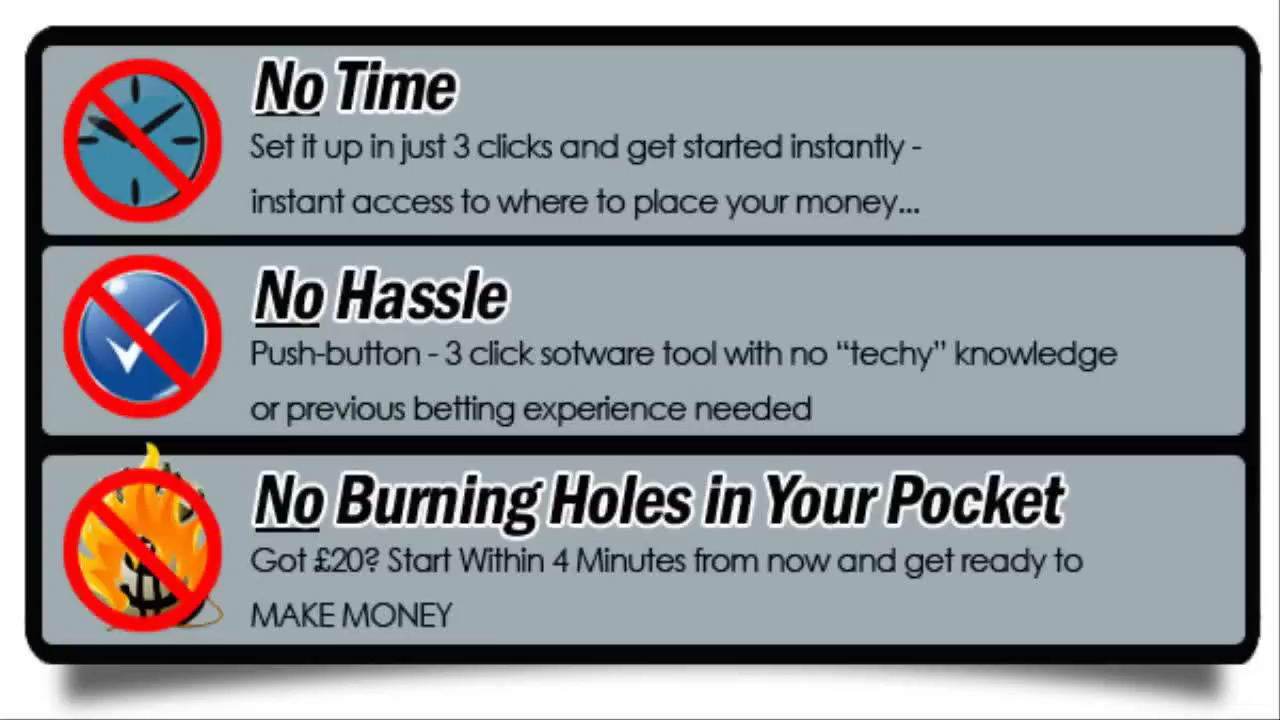 No Time
Set it up in just 3 clicks and get started instantly -
instant access to where to place your money...
No Hassle
Push-button - 3 click sotware tool with no “techy” knowledge
or previous betting experience needed
No Burning Holes in Your Pocket
Got £20? Start Within 4 Minutes from now and get ready to
MAKE MONEY